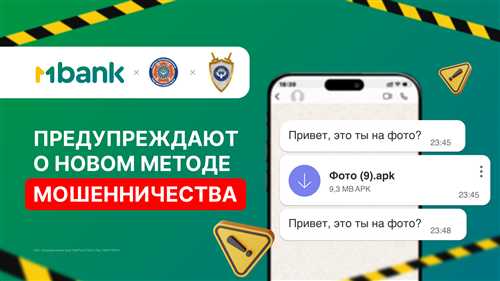 Mbank × ×
ПРЕДУПРЕЖДАЮТ
О НОВОМ МЕТОДЕ
МОШЕННИЧЕСТВА
Привет, это ты на фото?
23:45
Фото (9).apk
9,3 MB APK
23:45
Привет, это ты на фото?
23:48